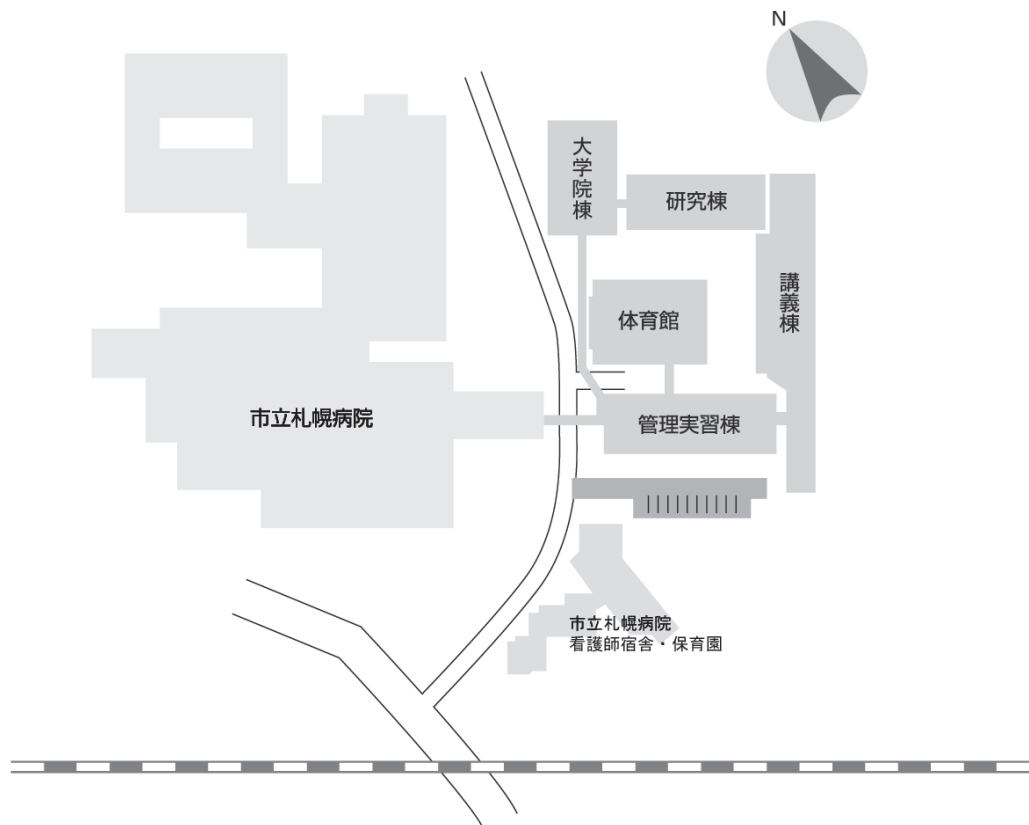 N
大学院棟
研究棟
講義棟
体育館
市立札幌病院
管理実習棟
市立札幌病院
看護師宿舎・保育園